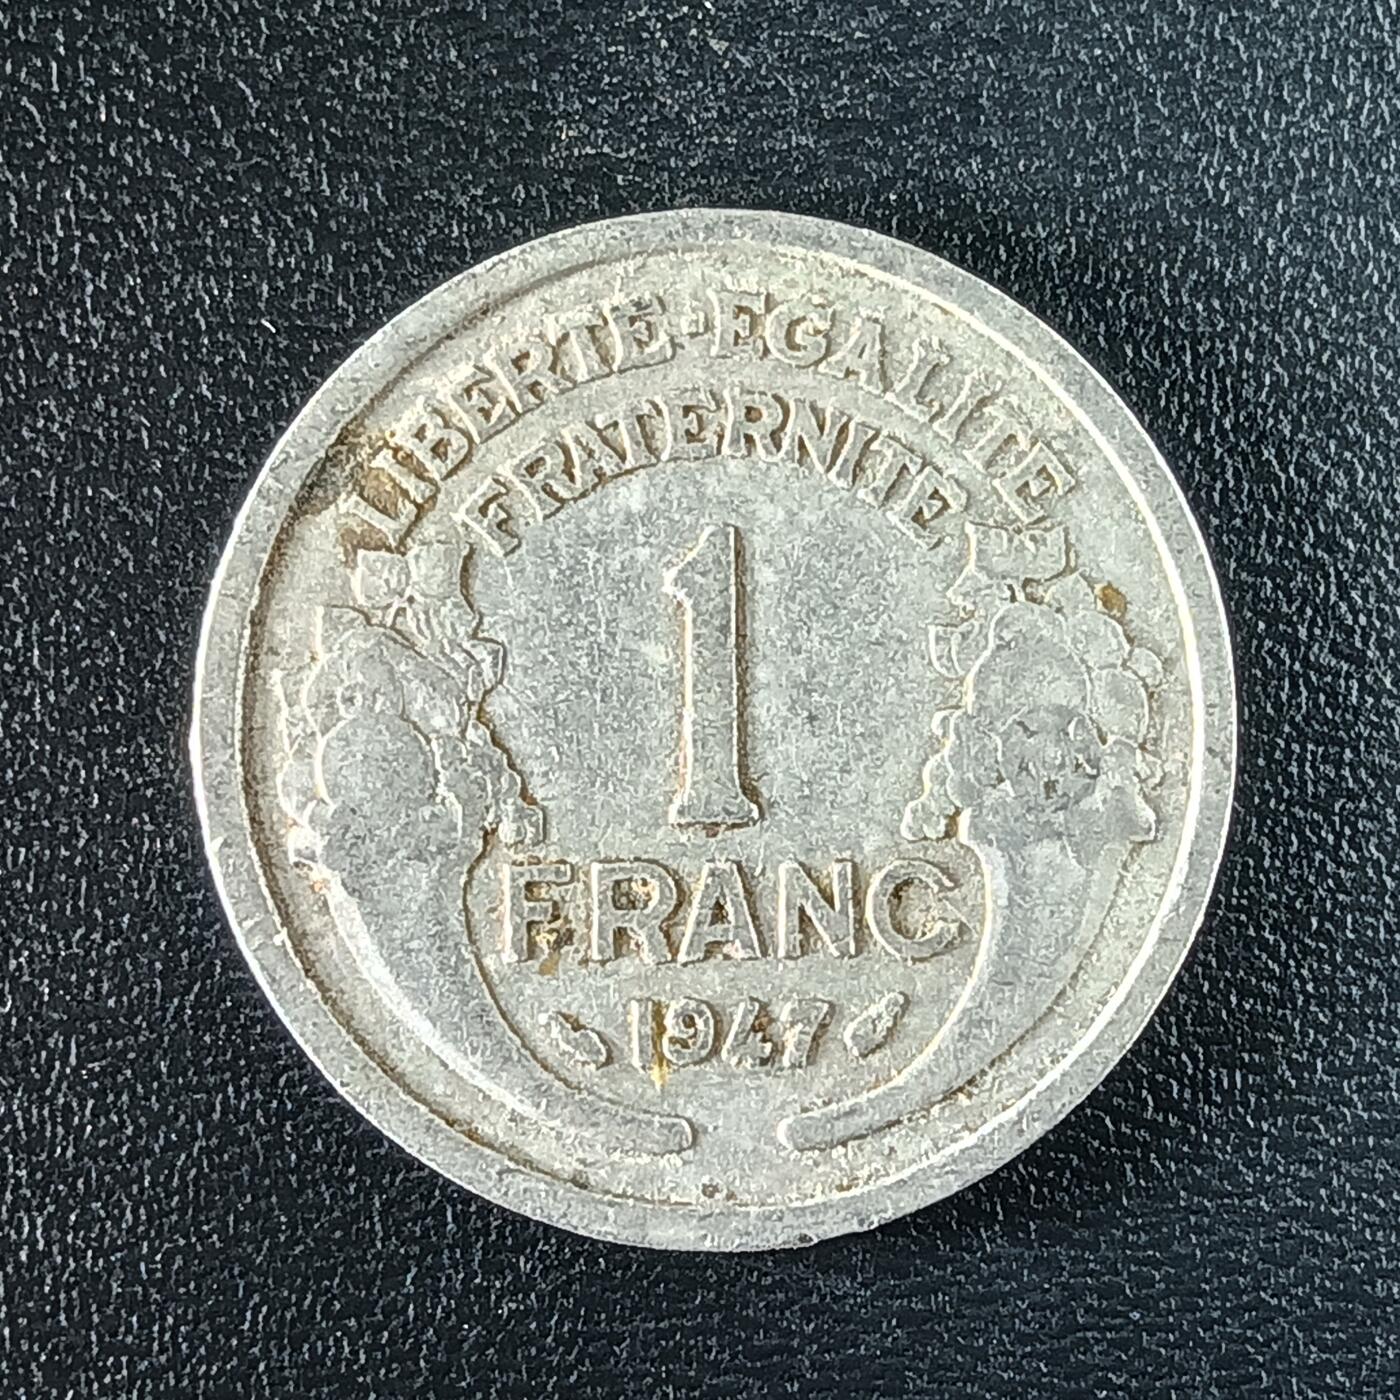 LIBERTE-EGALITE
FRATERNITE
1
FRANC
1947